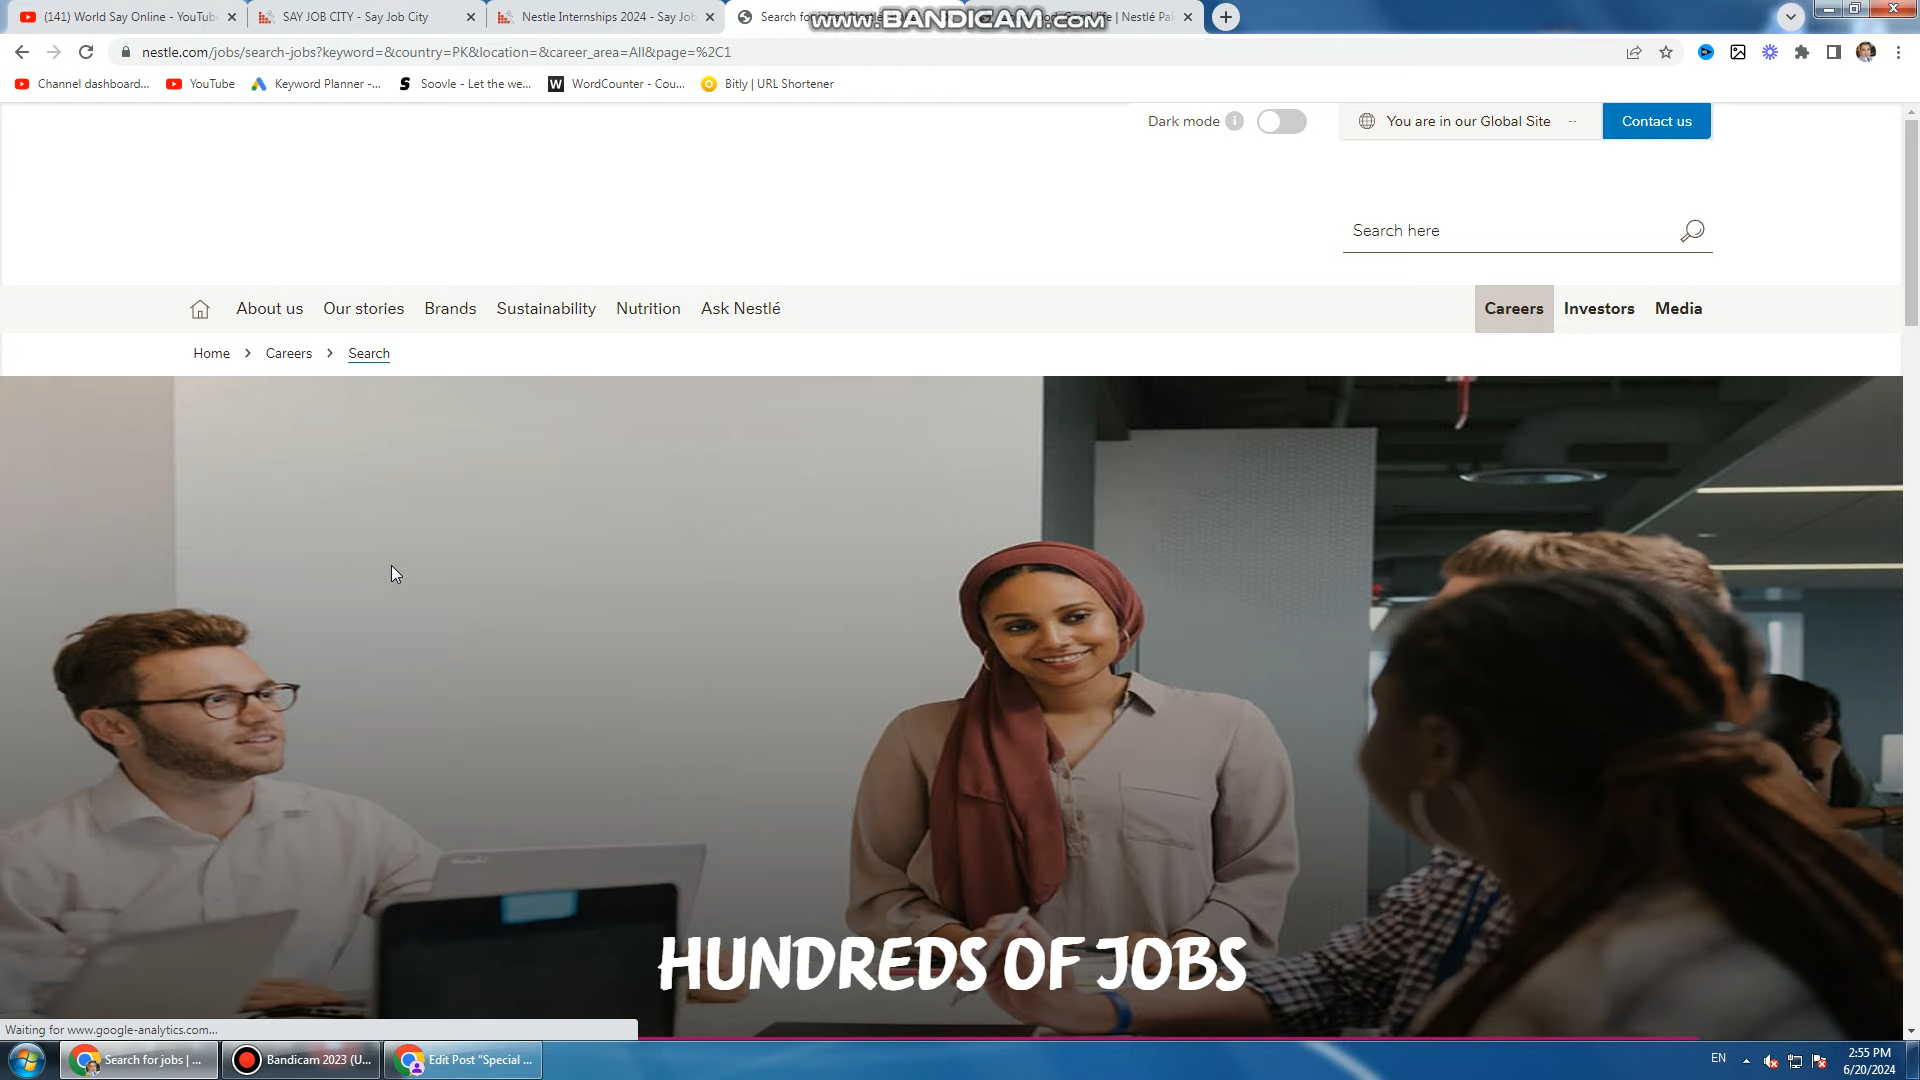 (141) World Say Online - YouTub
SAY JOB CITY - Say Job City
Nestle Internships 2024 - Say Job
Search for
life | Nestlé Pa
WWW.BANDICAM.COM
nestle.com/jobs/search-jobs?keyword=&country=PK&location=&career_area=All&page=%2C1
Channel dashboard...
YouTube
Keyword Planner -...
Soovle - Let the we...
WordCounter - Cou...
Bitly | URL Shortener
Dark mode
You are in our Global Site
Contact us
Search here
About us
Our stories
Brands
Sustainability
Nutrition
Ask Nestlé
Careers
Investors
Media
Home
Careers
Search
HUNDREDS OF JOBS
Waiting for www.google-analytics.com...
Search for jobs | ...
Bandicam 2023 (U...
Edit Post "Special ...
EN
2:55 PM
6/20/2024